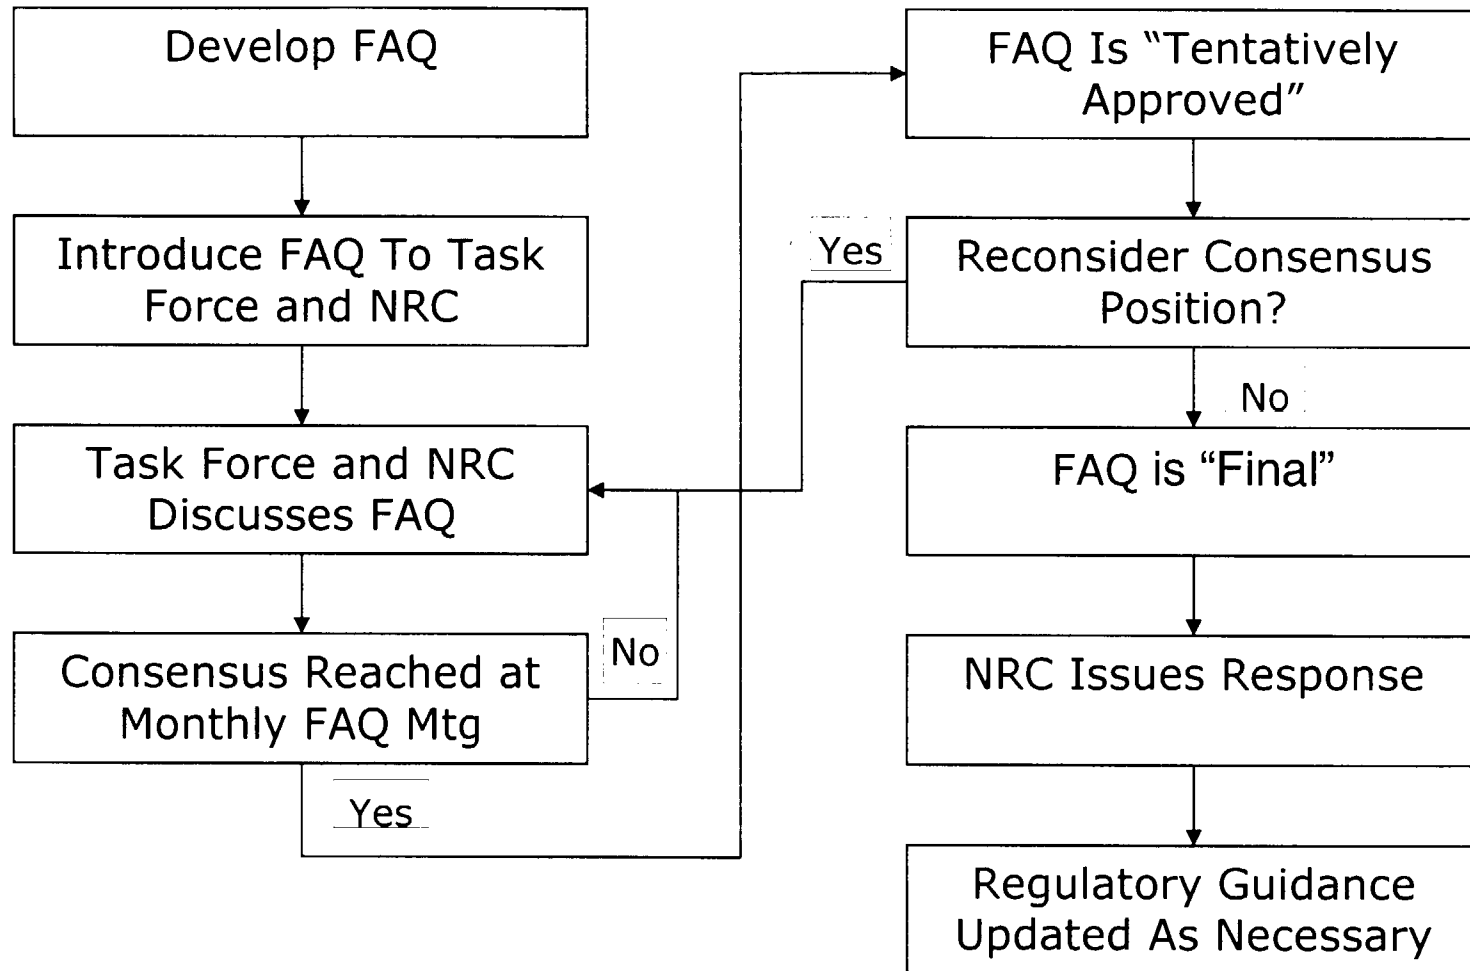 Develop FAQ
Introduce FAQ To Task
Force and NRC
Task Force and NRC
Discusses FAQ
Consensus Reached at
Monthly FAQ Mtg
No
Yes
FAQ Is “Tentatively
Approved”
Reconsider Consensus
Position?
Yes
No
FAQ is “Final”
NRC Issues Response
Regulatory Guidance
Updated As Necessary